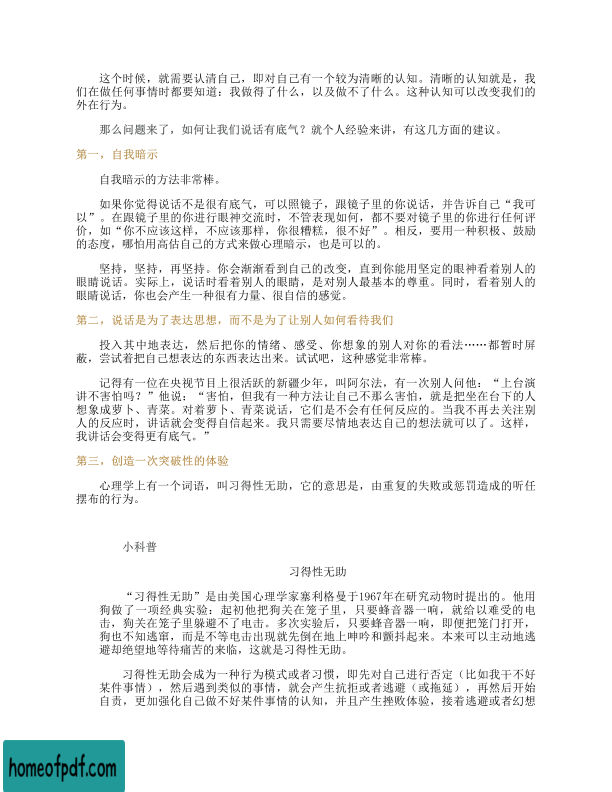 这个时候，就需要认清自己，即对自己有一个较为清晰的认知。清晰的认知就是，我
们在做任何事情时都要知道：我做得了什么，以及做不了什么。这种认知可以改变我们的
外在行为。
那么问题来了，如何让我们说话有底气？就个人经验来讲，有这几方面的建议。
第一，自我暗示
自我暗示的方法非常棒。
如果你觉得说话不是很有底气，可以照镜子，跟镜子里的你说话，并告诉自己“我可
以”。在跟镜子里的你进行眼神交流时，不管表现如何，都不要对镜子里的你进行任何评
价，如“你不应该这样，不应该那样，你很糟糕，很不好”。相反，要用一种积极、鼓励
的态度，哪怕用高估自己的方式来做心理暗示，也是可以的。
坚持，坚持，再坚持。你会渐渐看到自己的改变，直到你能用坚定的眼神看着别人的
眼睛说话。实际上，说话时看着别人的眼睛，是对别人最基本的尊重。同时，看着别人的
眼睛说话，你也会产生一种很有力量、很自信的感觉。
第二，说话是为了表达思想，而不是为了让别人如何看待我们
投入其中地表达，然后把你的情绪、感受、你想象的别人对你的看法……都暂时屏
蔽，尝试着把自己想表达的东西表达出来。试试吧，这种感觉非常棒。
记得有一位在央视节目上很活跃的新疆少年，叫阿尔法，有一次别人问他：“上台演
讲不害怕吗？”他说：“害怕，但我有一种方法让自己不那么害怕，就是把坐在台下的人
想象成萝卜、青菜。对着萝卜、青菜说话，它们是不会有任何反应的。当我不再去关注别
人的反应时，讲话就会变得自信起来。我只需要尽情地表达自己的想法就可以了。这样，
我讲话会变得更有底气。”
第三，创造一次突破性的体验
心理学上有一个词语，叫习得性无助，它的意思是，由重复的失败或惩罚造成的听任
摆布的行为。
小科普
习得性无助
“习得性无助”是由美国心理学家塞利格曼于1967年在研究动物时提出的。他用
狗做了一项经典实验：起初他把狗关在笼子里，只要蜂音器一响，就给以难受的电
击，狗关在笼子里躲避不了电击。多次实验后，只要蜂音器一响，即便把笼门打开，
狗也不知逃窜，而是不等电击出现就先倒在地上呻吟和颤抖起来。本来可以主动地逃
避却绝望地等待痛苦的来临，这就是习得性无助。
习得性无助会成为一种行为模式或者习惯，即先对自己进行否定（比如我干不好
某件事情），然后遇到类似的事情，就会产生抗拒或者逃避（或拖延），再然后开始
自责，更加强化自己做不好某件事情的认知，并且产生挫败体验，接着逃避或者幻想
homeofpdf.com